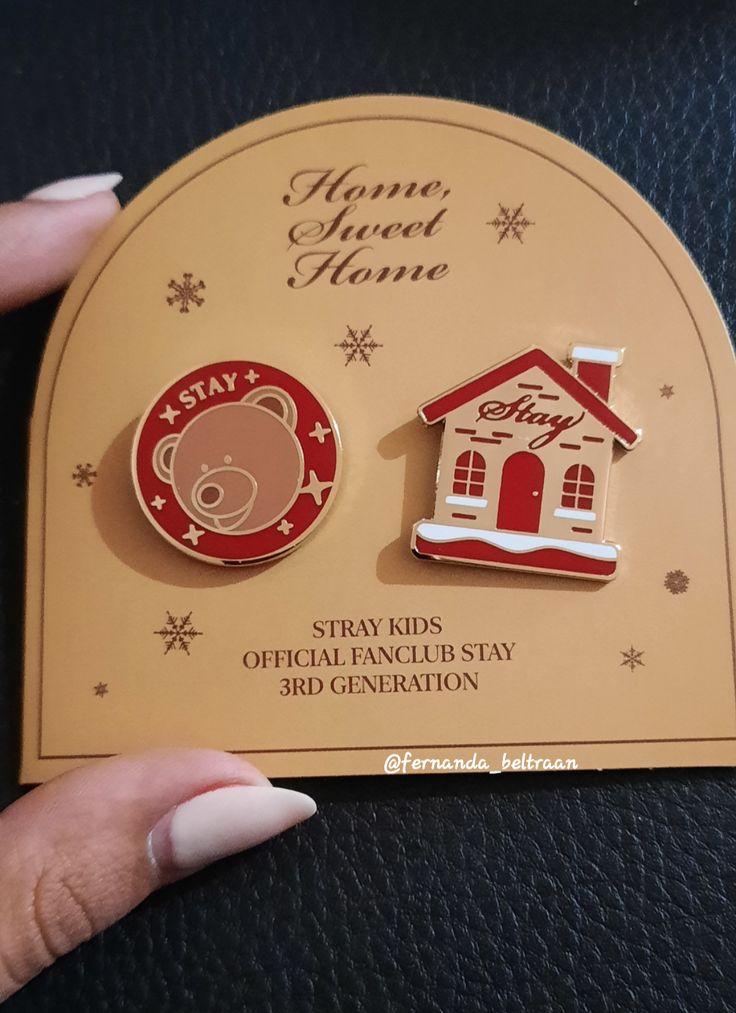 Home,
Sweet
Home
STAY
Stay
STRAY KIDS
OFFICIAL FANCLUB STAY
3RD GENERATION
@fernanda_beltraan